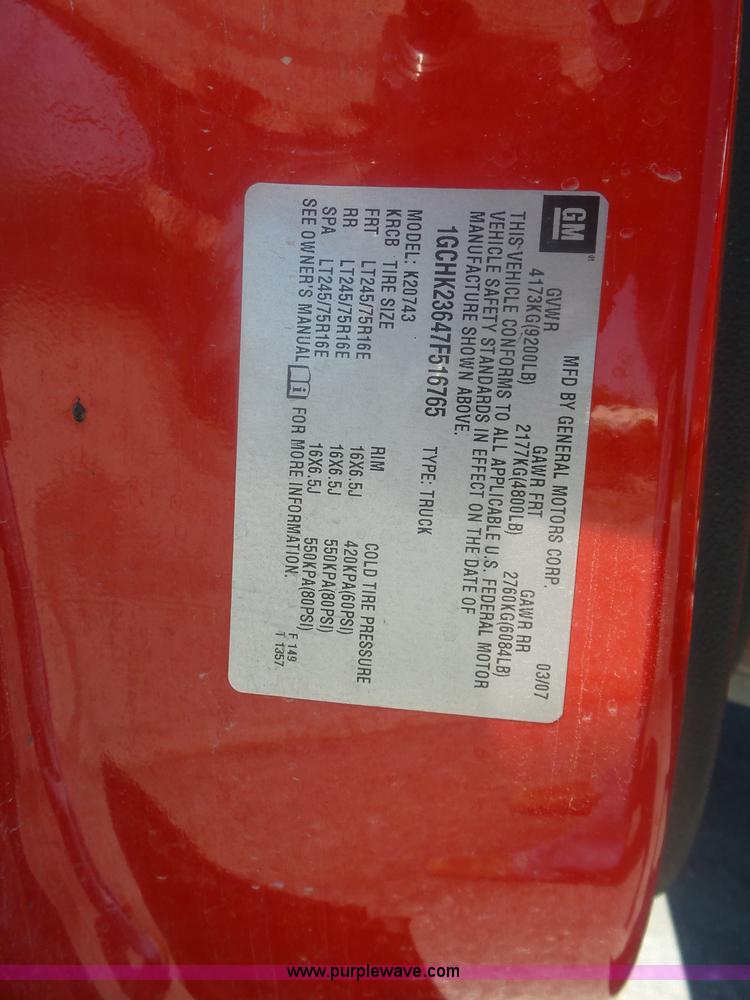 GM
MFD BY GENERAL MOTORS CORP. 03/07
GVWR GAWR FRT GAWR RR
4173KG(9200LB) 2177KG(4800LB) 2760KG(6084LB)
THIS VEHICLE CONFORMS TO ALL APPLICABLE U.S. FEDERAL MOTOR
VEHICLE SAFETY STANDARDS IN EFFECT ON THE DATE OF
MANUFACTURE SHOWN ABOVE.
1GCHK23647F516765 TYPE: TRUCK
MODEL: K20743
KRCB TIRE SIZE RIM COLD TIRE PRESSURE
FRT LT245/75R16E 16X6.5J 420KPA(60PSI)
RR LT245/75R16E 16X6.5J 550KPA(80PSI)
SPA LT245/75R16E 16X6.5J 550KPA(80PSI)
SEE OWNER'S MANUAL i FOR MORE INFORMATION.
F 149
T 1357
www.purplewave.com